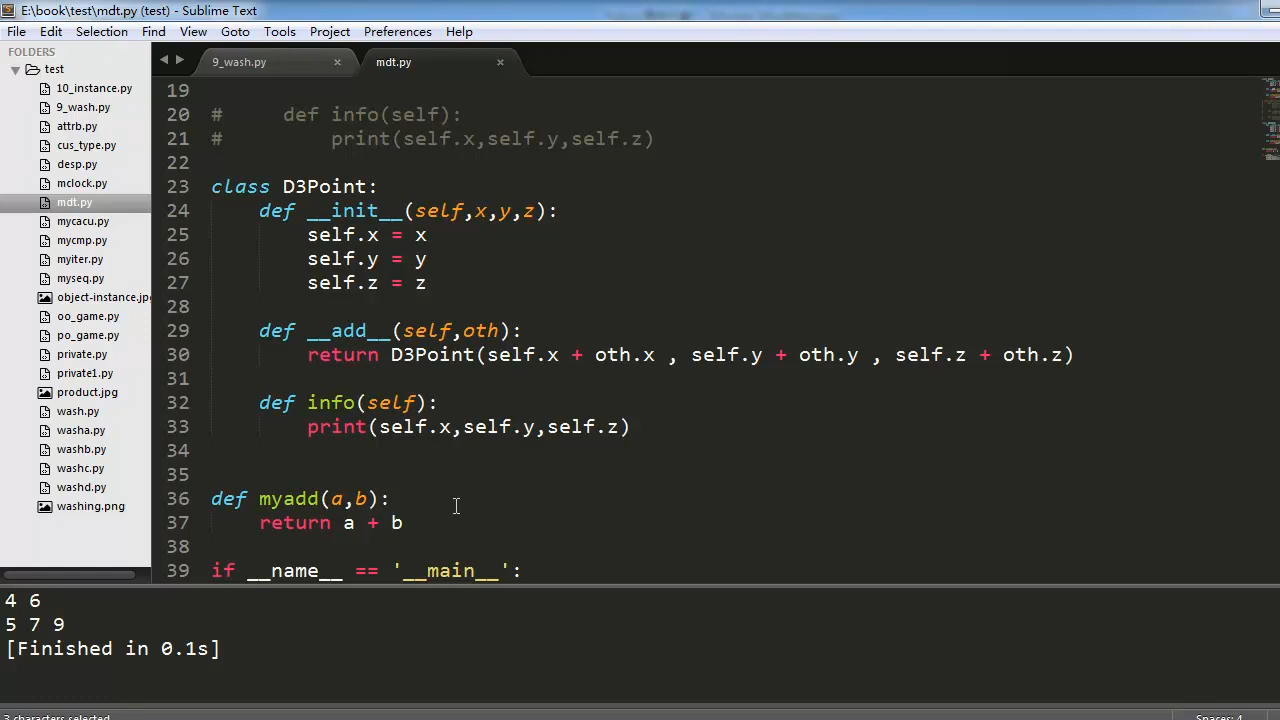 E:\book\test\mdt.py (test) - Sublime Text
File Edit Selection Find View Goto Tools Project Preferences Help
FOLDERS
test
10_instance.py
9_wash.py
attrb.py
cus_type.py
desp.py
mclock.py
mdt.py
mycacu.py
mycmp.py
myiter.py
myseq.py
object-instance.jpg
oo_game.py
po_game.py
private.py
private1.py
product.jpg
wash.py
washa.py
washb.py
washc.py
washd.py
washing.png
9_wash.py × mdt.py ×
19
20 # def info(self):
21 # print(self.x,self.y,self.z)
22
23 class D3Point:
24 def __init__(self,x,y,z):
25 self.x = x
26 self.y = y
27 self.z = z
28
29 def __add__(self,oth):
30 return D3Point(self.x + oth.x , self.y + oth.y , self.z + oth.z)
31
32 def info(self):
33 print(self.x,self.y,self.z)
34
35
36 def myadd(a,b):
37 return a + b
38
39 if __name__ == '__main__':
4 6
5 7 9
[Finished in 0.1s]
3 characters selected
Spaces: 4